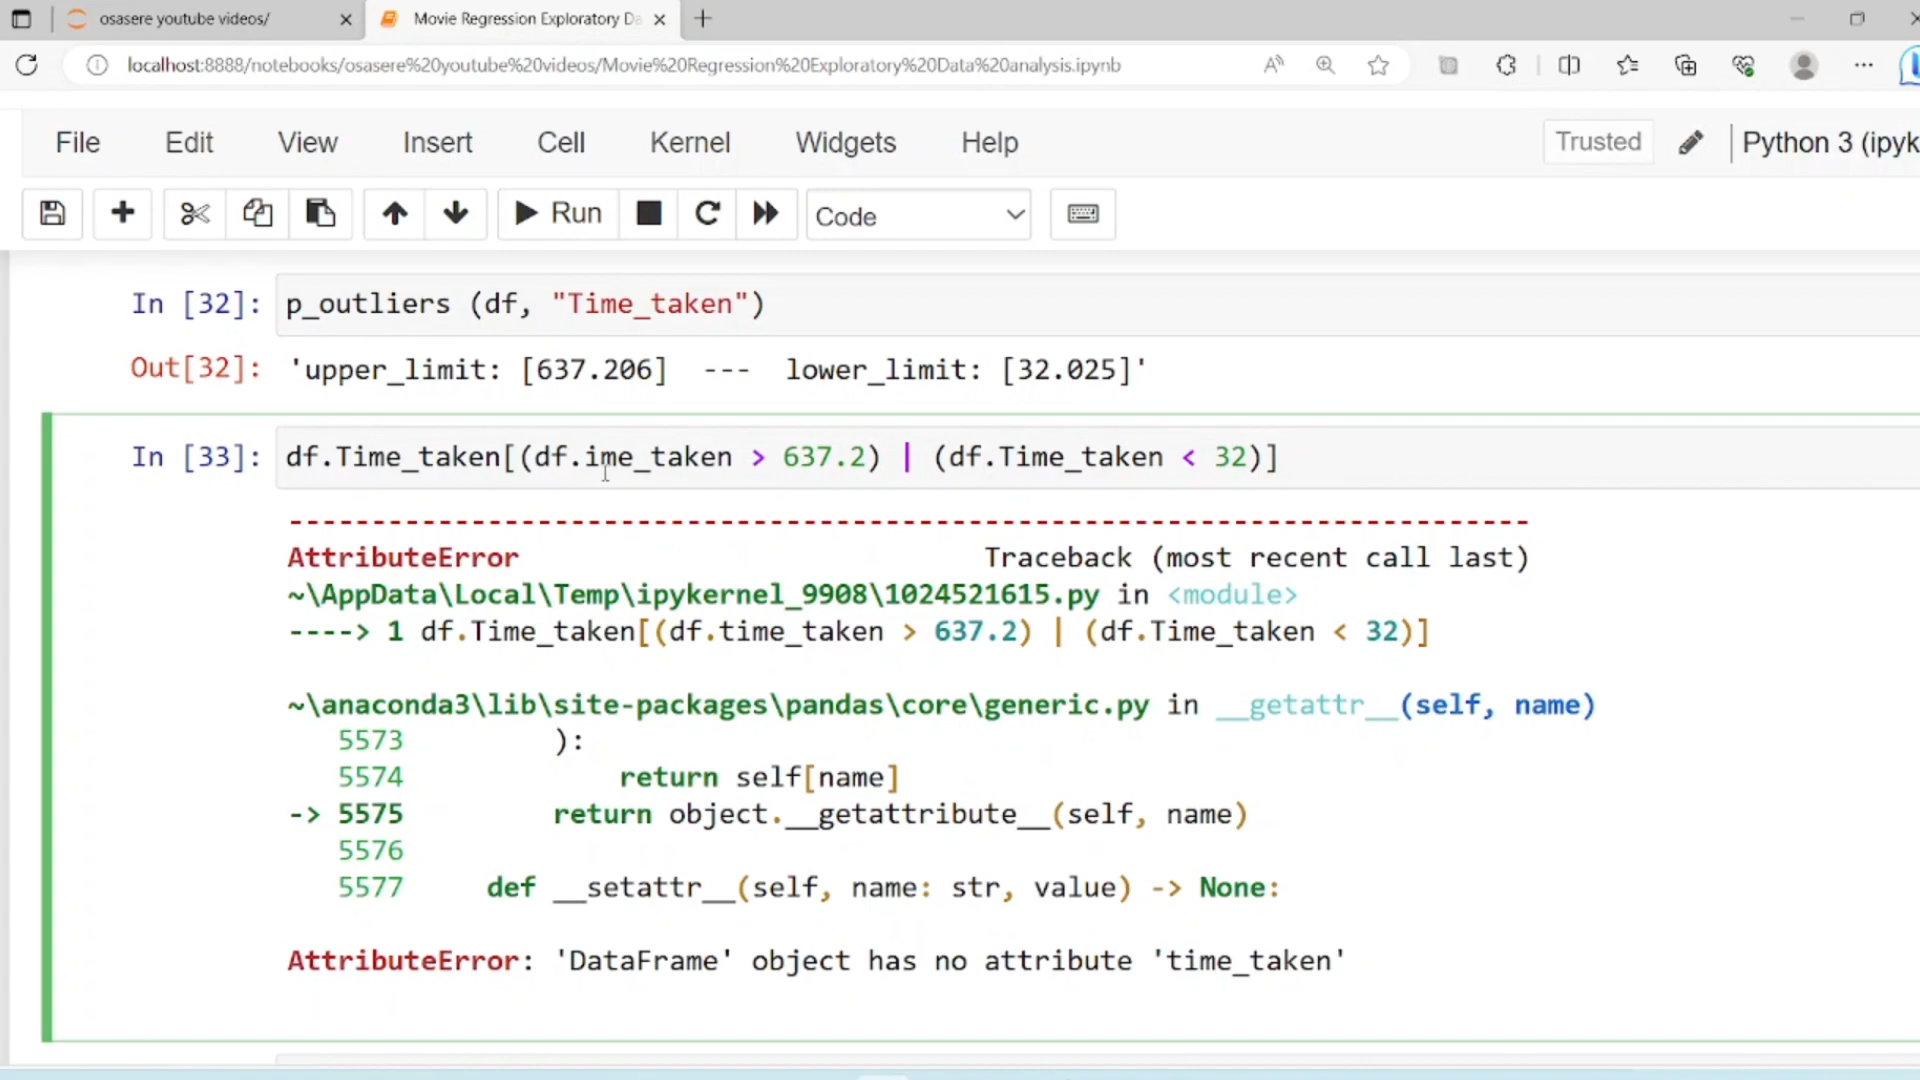 osasere youtube videos/
Movie Regression Exploratory Da
localhost:8888/notebooks/osasere%20youtube%20videos/Movie%20Regression%20Exploratory%20Data%20analysis.ipynb
File Edit View Insert Cell Kernel Widgets Help Trusted Python 3 (ipyk
Run Code
In [32]: p_outliers (df, "Time_taken")
Out[32]: 'upper_limit: [637.206] --- lower_limit: [32.025]'
In [33]: df.Time_taken[(df.ime_taken > 637.2) | (df.Time_taken < 32)]
---------------------------------------------------------------------------
AttributeError Traceback (most recent call last)
~\AppData\Local\Temp\ipykernel_9908\1024521615.py in <module>
----> 1 df.Time_taken[(df.time_taken > 637.2) | (df.Time_taken < 32)]
~\anaconda3\lib\site-packages\pandas\core\generic.py in __getattr__(self, name)
5573 ):
5574 return self[name]
-> 5575 return object.__getattribute__(self, name)
5576
5577 def __setattr__(self, name: str, value) -> None:
AttributeError: 'DataFrame' object has no attribute 'time_taken'